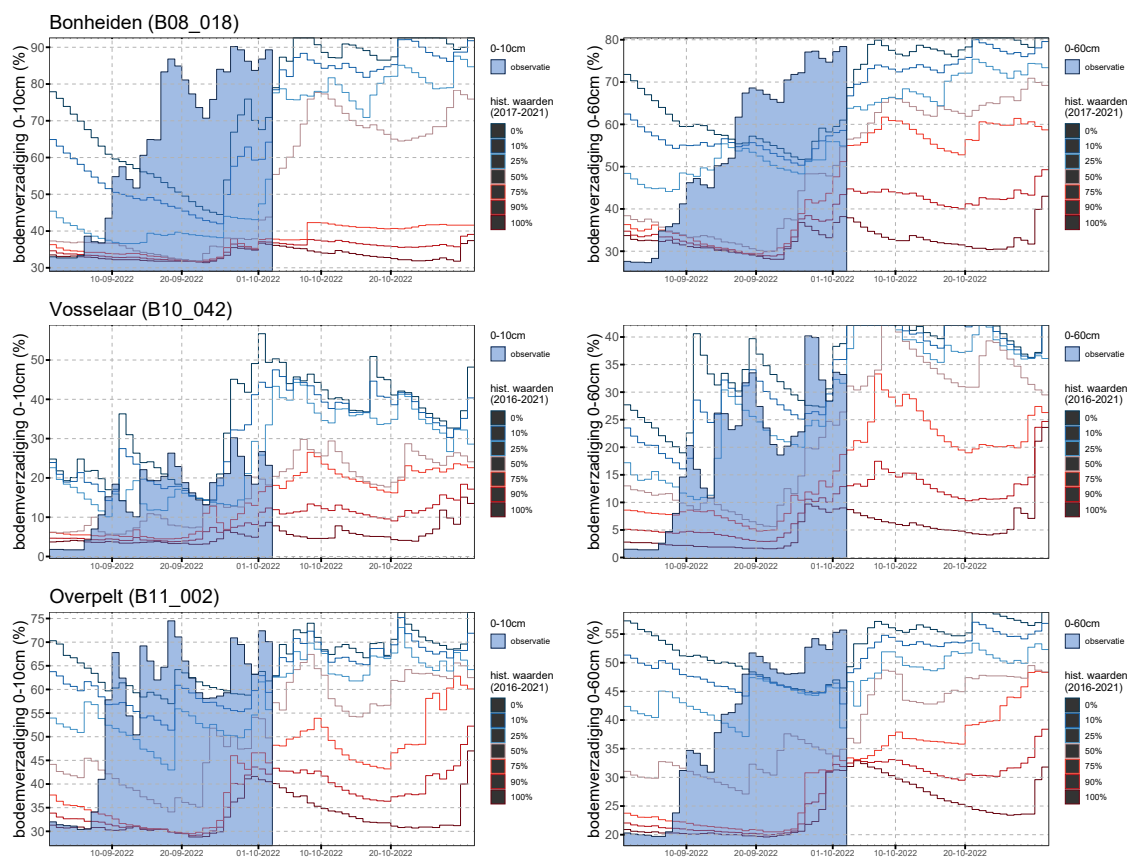 Bonheiden (B08_018)
bodemverzadiging 0-10cm (%)
90
80
70
60
50
40
30
10-09-2022 20-09-2022 01-10-2022 10-10-2022 20-10-2022
0-10cm
observatie
hist. waarden
(2017-2021)
0%
10%
25%
50%
75%
90%
100%
bodemverzadiging 0-60cm (%)
80
70
60
50
40
30
10-09-2022 20-09-2022 01-10-2022 10-10-2022 20-10-2022
0-60cm
observatie
hist. waarden
(2017-2021)
0%
10%
25%
50%
75%
90%
100%
Vosselaar (B10_042)
bodemverzadiging 0-10cm (%)
50
40
30
20
10
0
10-09-2022 20-09-2022 01-10-2022 10-10-2022 20-10-2022
0-10cm
observatie
hist. waarden
(2016-2021)
0%
10%
25%
50%
75%
90%
100%
bodemverzadiging 0-60cm (%)
40
35
30
25
20
15
10
5
0
10-09-2022 20-09-2022 01-10-2022 10-10-2022 20-10-2022
0-60cm
observatie
hist. waarden
(2016-2021)
0%
10%
25%
50%
75%
90%
100%
Overpelt (B11_002)
bodemverzadiging 0-10cm (%)
75
70
65
60
55
50
45
40
35
30
10-09-2022 20-09-2022 01-10-2022 10-10-2022 20-10-2022
0-10cm
observatie
hist. waarden
(2016-2021)
0%
10%
25%
50%
75%
90%
100%
bodemverzadiging 0-60cm (%)
55
50
45
40
35
30
25
20
10-09-2022 20-09-2022 01-10-2022 10-10-2022 20-10-2022
0-60cm
observatie
hist. waarden
(2016-2021)
0%
10%
25%
50%
75%
90%
100%